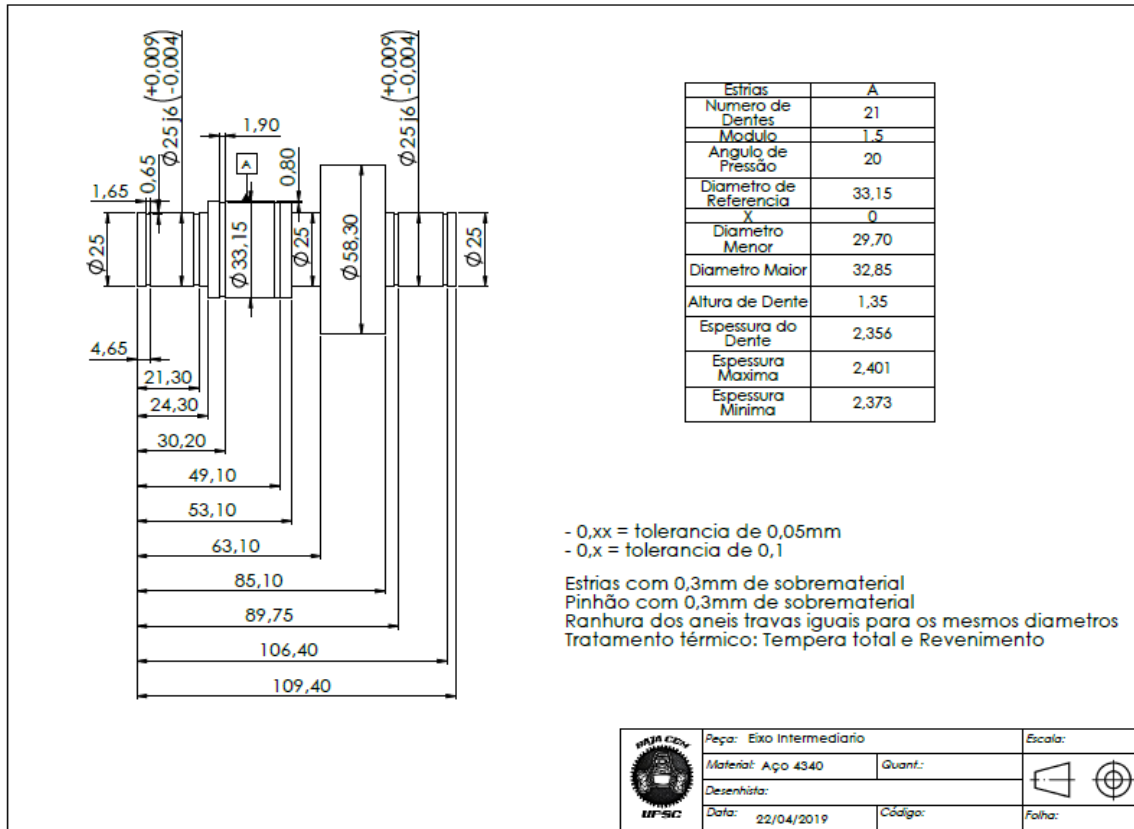 Ø25 j6 (+0,009 -0,004)
Ø25 j6 (+0,009 -0,004)
1,90
A
0,80
0,65
1,65
Ø25
Ø33,15
Ø25
Ø58,30
Ø25
4,65
21,30
24,30
30,20
49,10
53,10
63,10
85,10
89,75
106,40
109,40
Estrias A
Numero de
Dentes 21
Modulo 1.5
Angulo de
Pressão 20
Diametro de
Referencia 33,15
X 0
Diametro
Menor 29,70
Diametro Maior 32,85
Altura de Dente 1,35
Espessura do
Dente 2,356
Espessura
Maxima 2,401
Espessura
Minima 2,373
- 0,xx = tolerancia de 0,05mm
- 0,x = tolerancia de 0,1
Estrias com 0,3mm de sobrematerial
Pinhão com 0,3mm de sobrematerial
Ranhura dos aneis travas iguais para os mesmos diametros
Tratamento térmico: Tempera total e Revenimento
BAJA CEM
UFSC
Peça: Eixo Intermediario
Escala:
Material: Aço 4340
Quant.:
Desenhista:
Data: 22/04/2019
Código:
Folha: